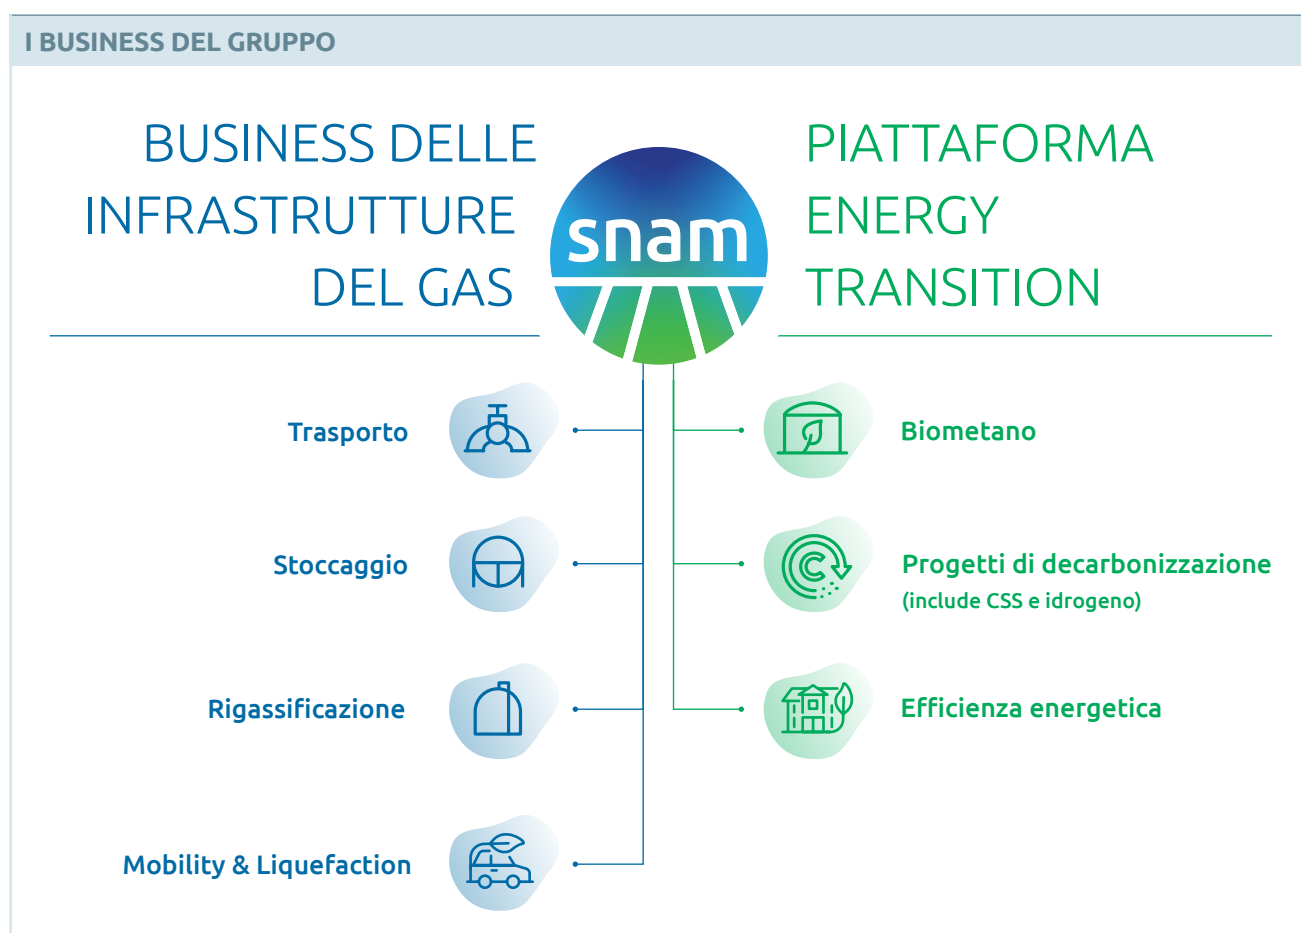 I BUSINESS DEL GRUPPO
BUSINESS DELLE
INFRASTRUTTURE
DEL GAS
snam
PIATTAFORMA
ENERGY
TRANSITION
Trasporto
Stoccaggio
Rigassificazione
Mobility & Liquefaction
Biometano
Progetti di decarbonizzazione
(include CSS e idrogeno)
Efficienza energetica